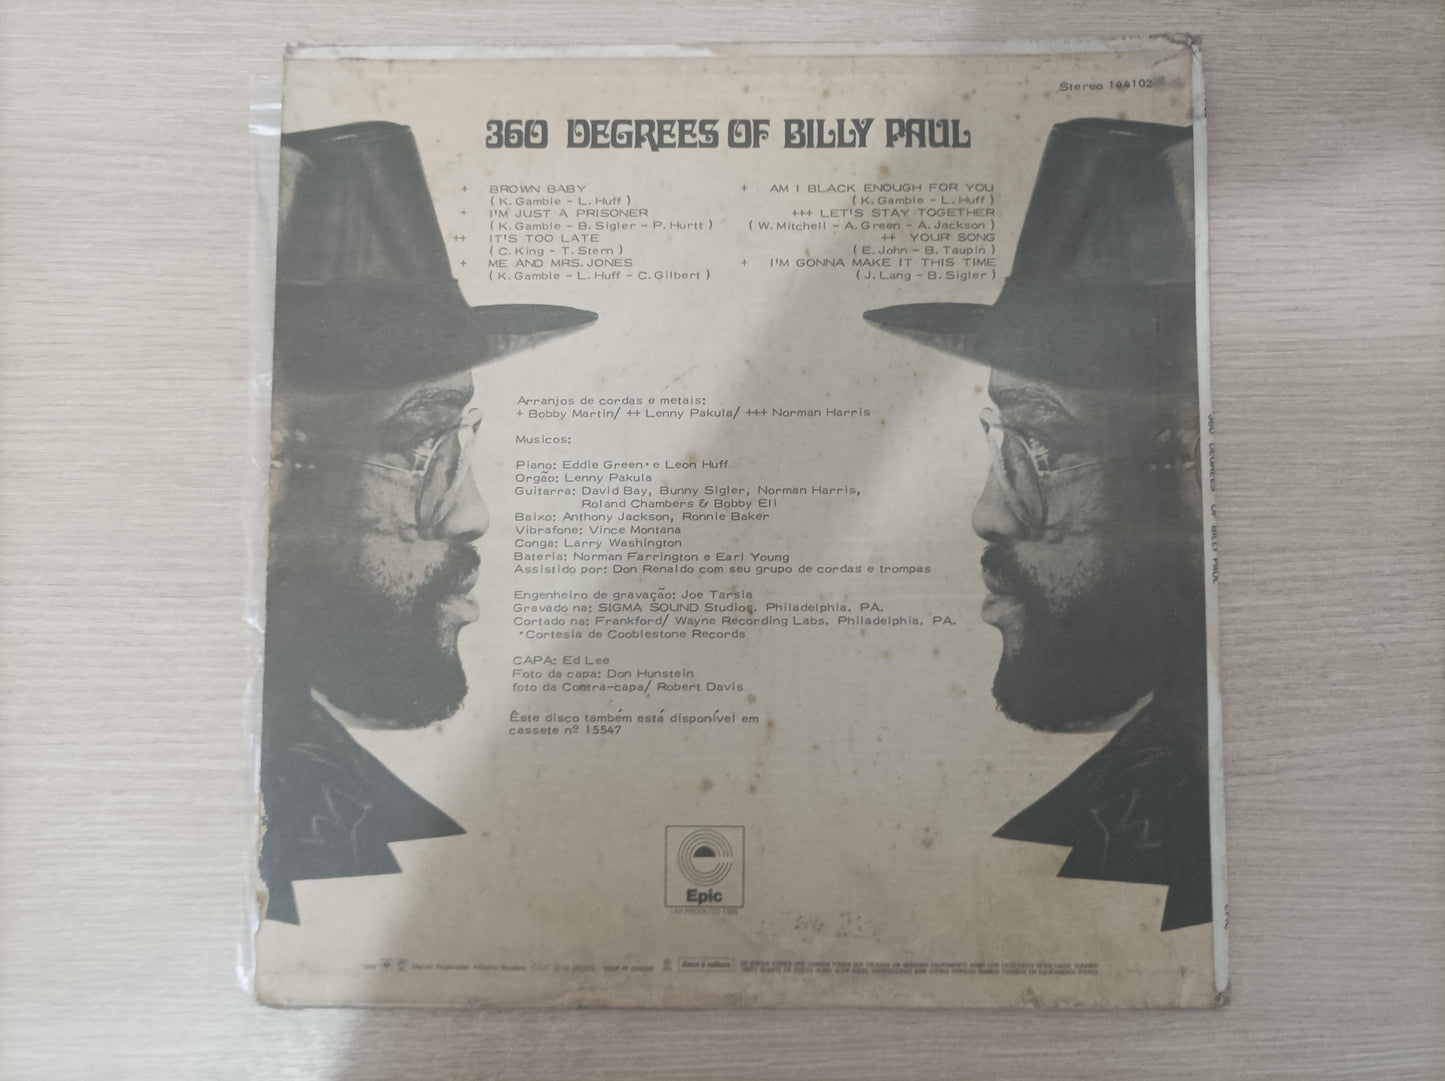 Stereo 144102
360 DEGREES OF BILLY PAUL
+ BROWN BABY
( K. Gamble - L. Huff )
+ I'M JUST A PRISONER
( K. Gamble - B. Sigler - P. Hurtt )
++ IT'S TOO LATE
( C. King - T. Stern )
+ ME AND MRS. JONES
( K. Gamble - L. Huff - C. Gilbert )
+ AM I BLACK ENOUGH FOR YOU
( K. Gamble - L. Huff )
+++ LET'S STAY TOGETHER
( W. Mitchell - A. Green - A. Jackson )
++ YOUR SONG
( E. John - B. Taupin )
+ I'M GONNA MAKE IT THIS TIME
( J. Lang - B. Sigler )
Arranjos de cordas e metais:
+ Bobby Martin/ ++ Lenny Pakula/ +++ Norman Harris
Musicos:
Piano: Eddie Green* e Leon Huff
Orgão: Lenny Pakula
Guitarra: David Bay, Bunny Sigler, Norman Harris,
Roland Chambers & Bobby Eli
Baixo: Anthony Jackson, Ronnie Baker
Vibrafone: Vince Montana
Conga: Larry Washington
Bateria: Norman Farrington e Earl Young
Assistido por: Don Renaldo com seu grupo de cordas e trompas
Engenheiro de gravação: Joe Tarsia
Gravado na: SIGMA SOUND Studios. Philadelphia. PA.
Cortado na: Frankford/ Wayne Recording Labs. Philadelphia. PA.
*Cortesia de Cooblestone Records
CAPA: Ed Lee
Foto da capa: Don Hunstein
foto da Contra-capa/ Robert Davis
Êste disco também está disponível em
cassete nº 15547
Epic
UM PRODUTO CBS
disco é cultura
360 DEGREES OF BILLY PAUL
EPIC